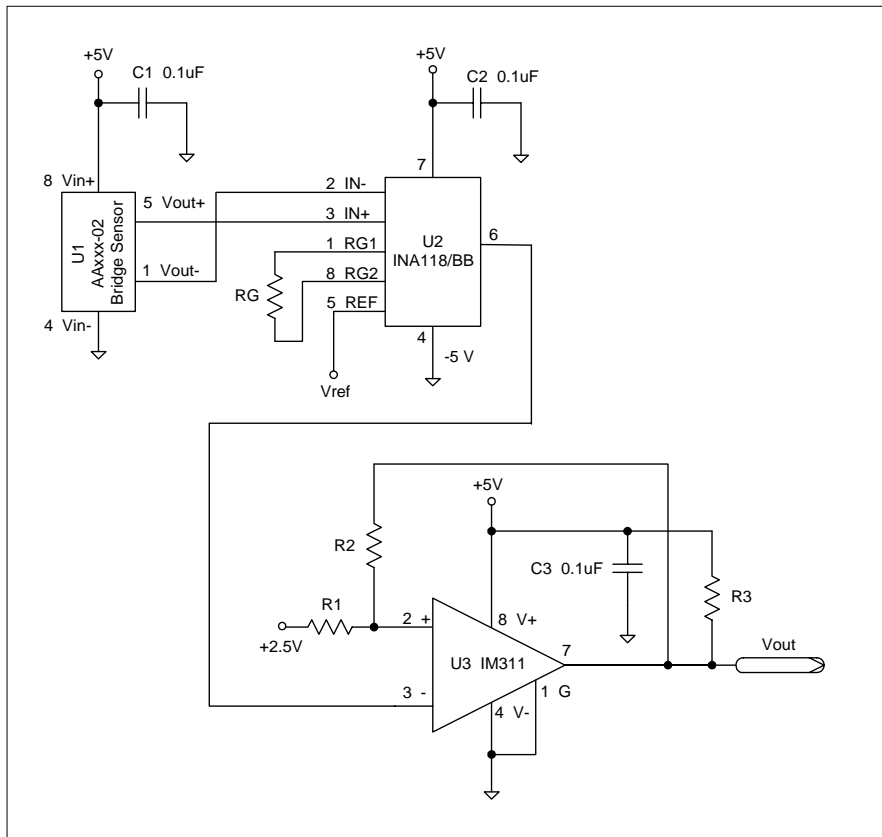 +5V
C1 0.1uF
+5V
C2 0.1uF
8 Vin+
5 Vout+
1 Vout-
4 Vin-
U1
AAxxx-02
Bridge Sensor
7
2 IN-
3 IN+
1 RG1
8 RG2
5 REF
RG
U2
INA118/BB
6
4
-5 V
Vref
+5V
R2
C3 0.1uF
R3
R1
+2.5V
2 +
8 V+
U3 IM311
7
Vout
1 G
3 -
4 V-